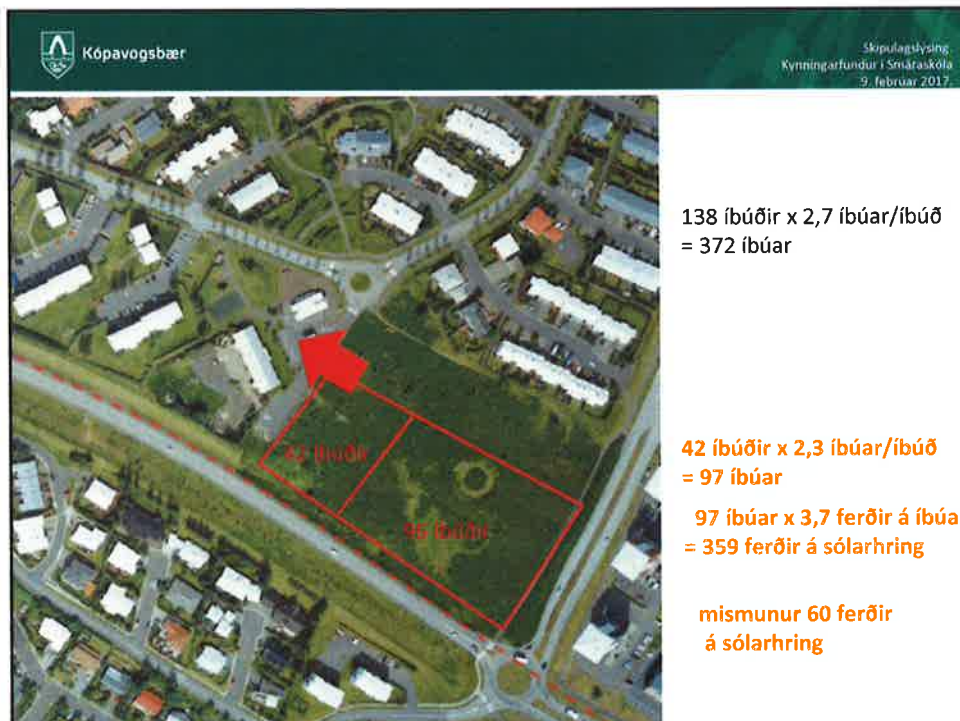 Kópavogsbær
Skipulagslýsing
Kynningarfundur í Smáraskóla
9. febrúar 2017.
138 íbúðir x 2,7 íbúar/íbúð
= 372 íbúar
42 íbúðir
96 íbúðir
42 íbúðir x 2,3 íbúar/íbúð
= 97 íbúar
97 íbúar x 3,7 ferðir á íbúa
= 359 ferðir á sólarhring
mismunur 60 ferðir
á sólarhring